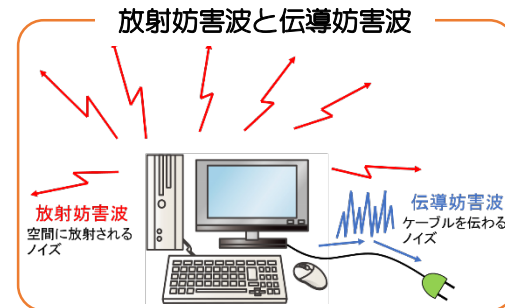 放射妨害波と伝導妨害波
放射妨害波
空間に放射される
ノイズ
伝導妨害波
ケーブルを伝わる
ノイズ